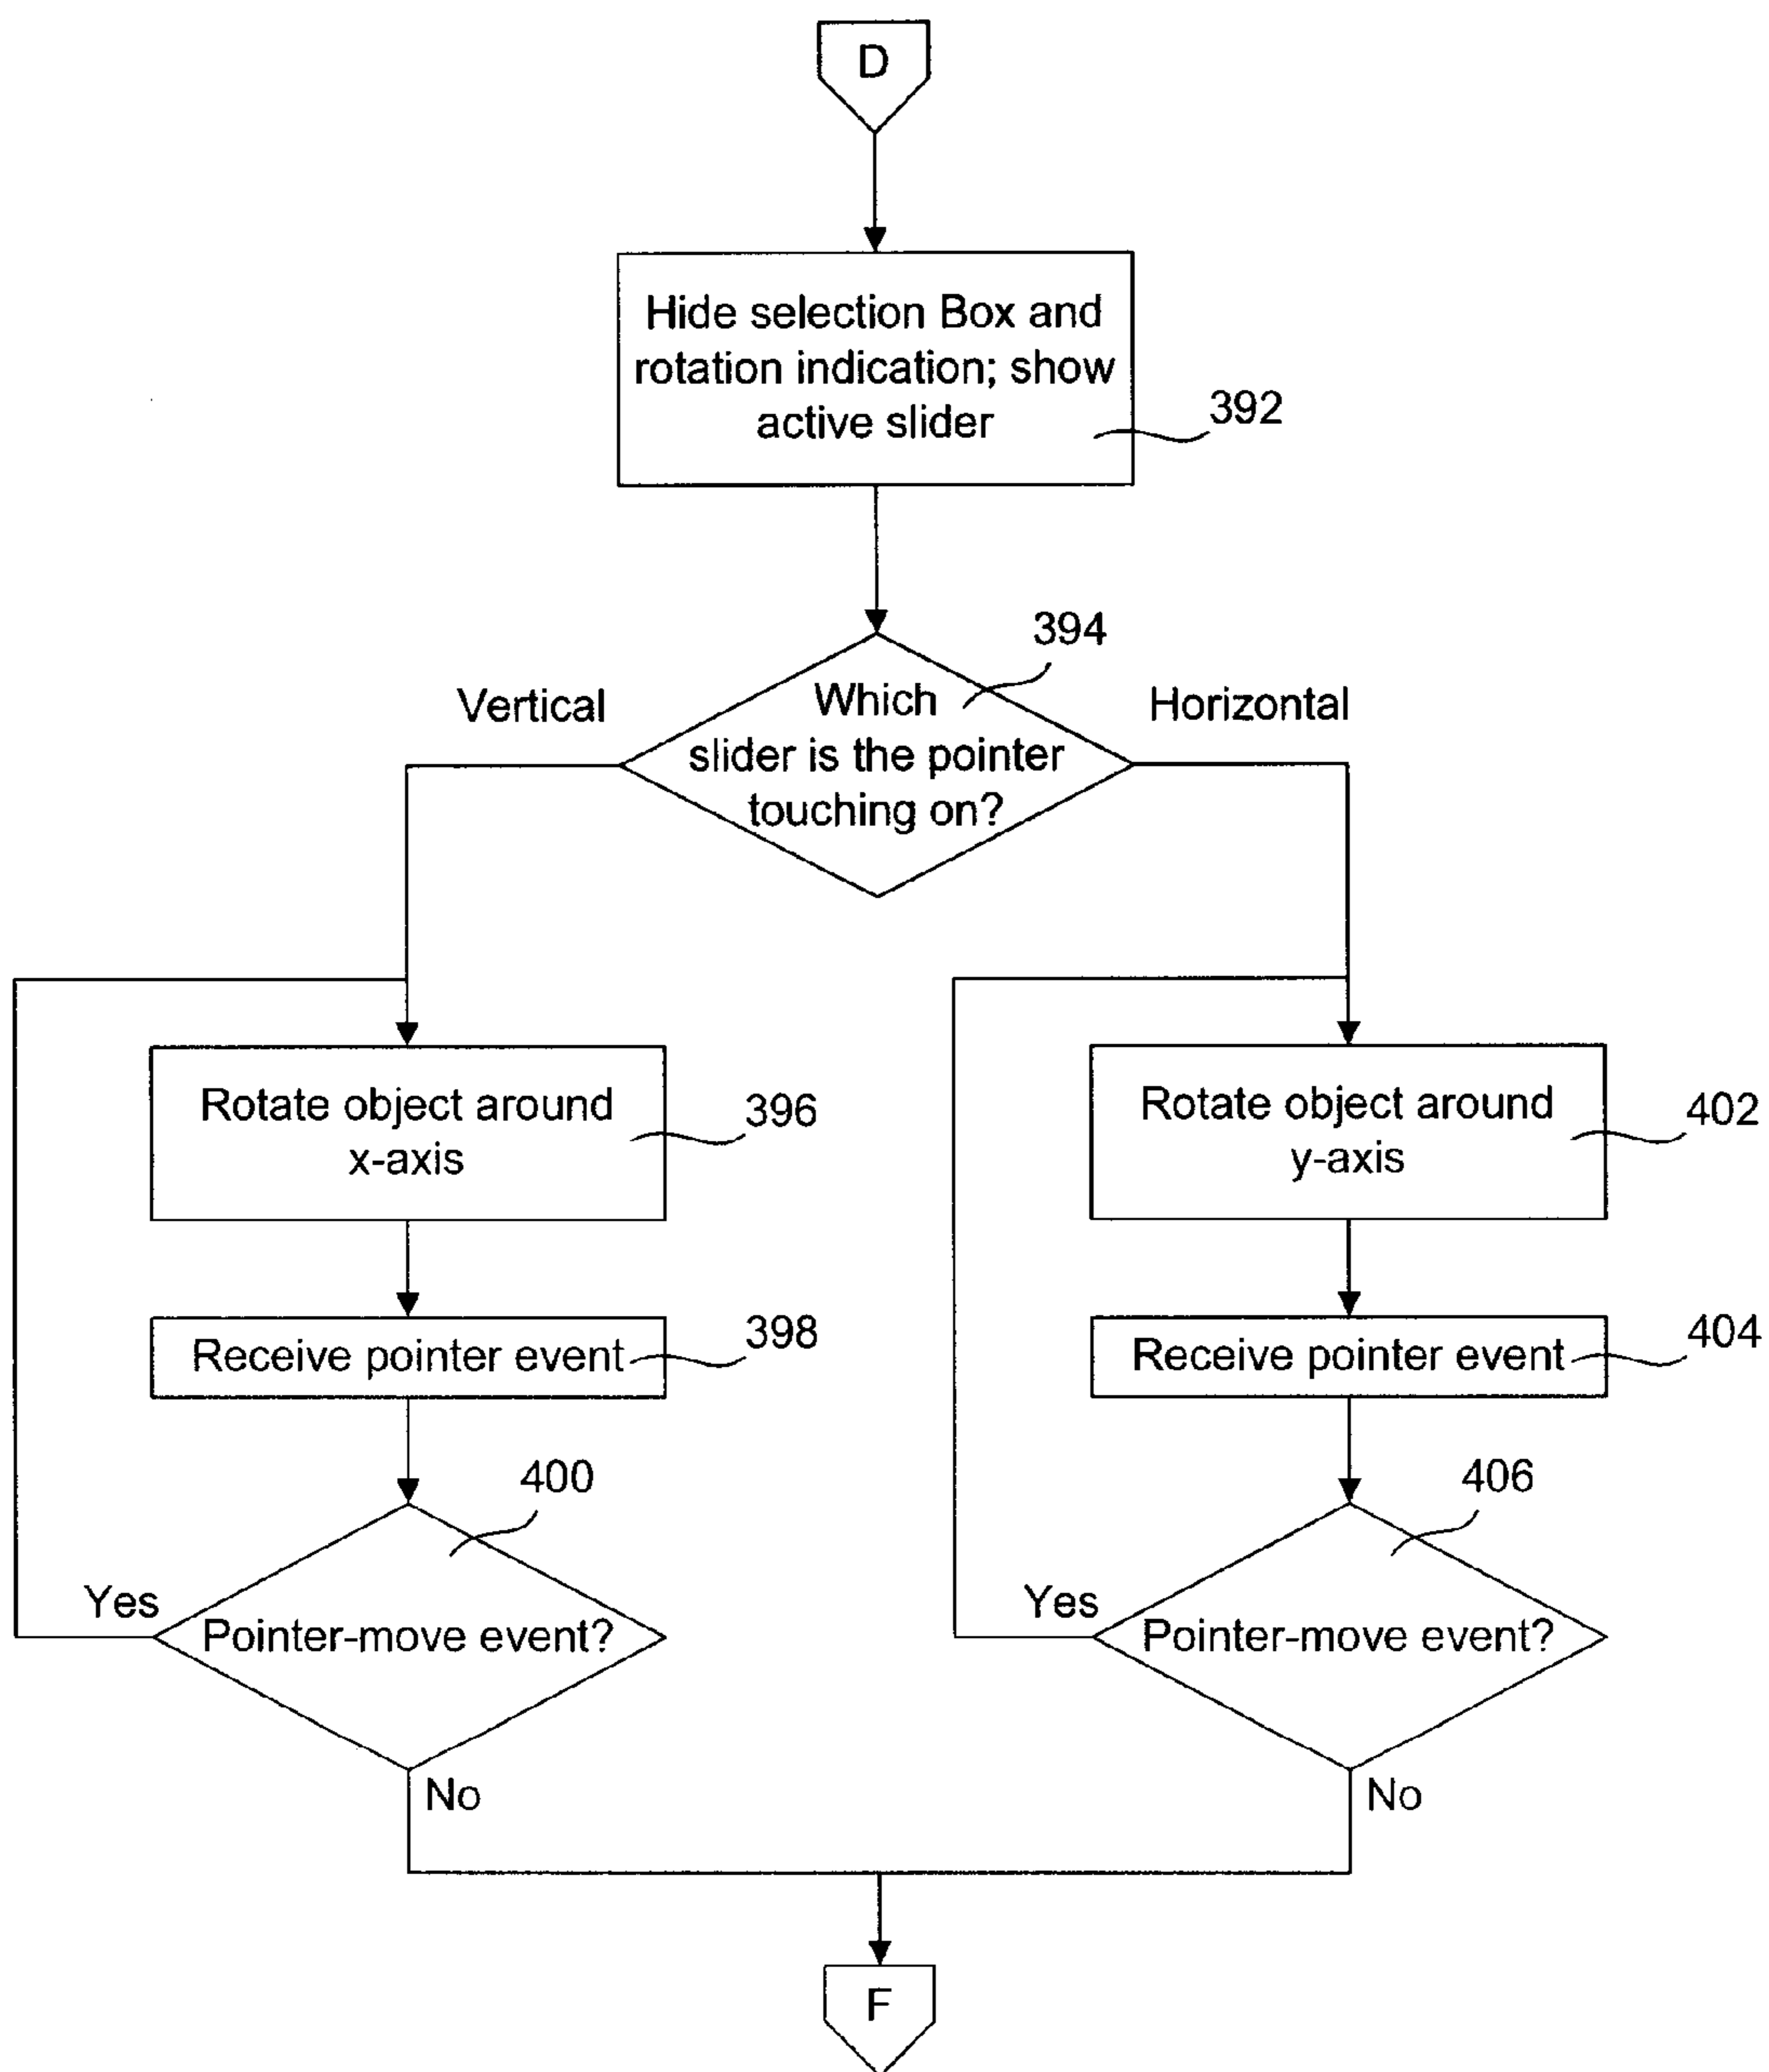 D
Hide selection Box and
rotation indication; show
active slider
392
394
Vertical
Which
slider is the pointer
touching on?
Horizontal
Rotate object around
x-axis
396
Receive pointer event
398
400
Yes
Pointer-move event?
No
Rotate object around
y-axis
402
Receive pointer event
404
406
Yes
Pointer-move event?
No
F